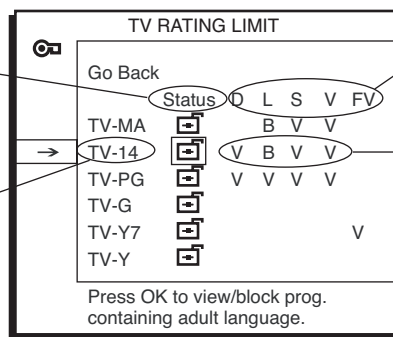 TV RATING LIMIT
Go Back
Status D L S V FV
TV-MA B V V
→ TV-14 V B V V
TV-PG V V V V
TV-G
TV-Y7 V
TV-Y
Press OK to view/block prog.
containing adult language.